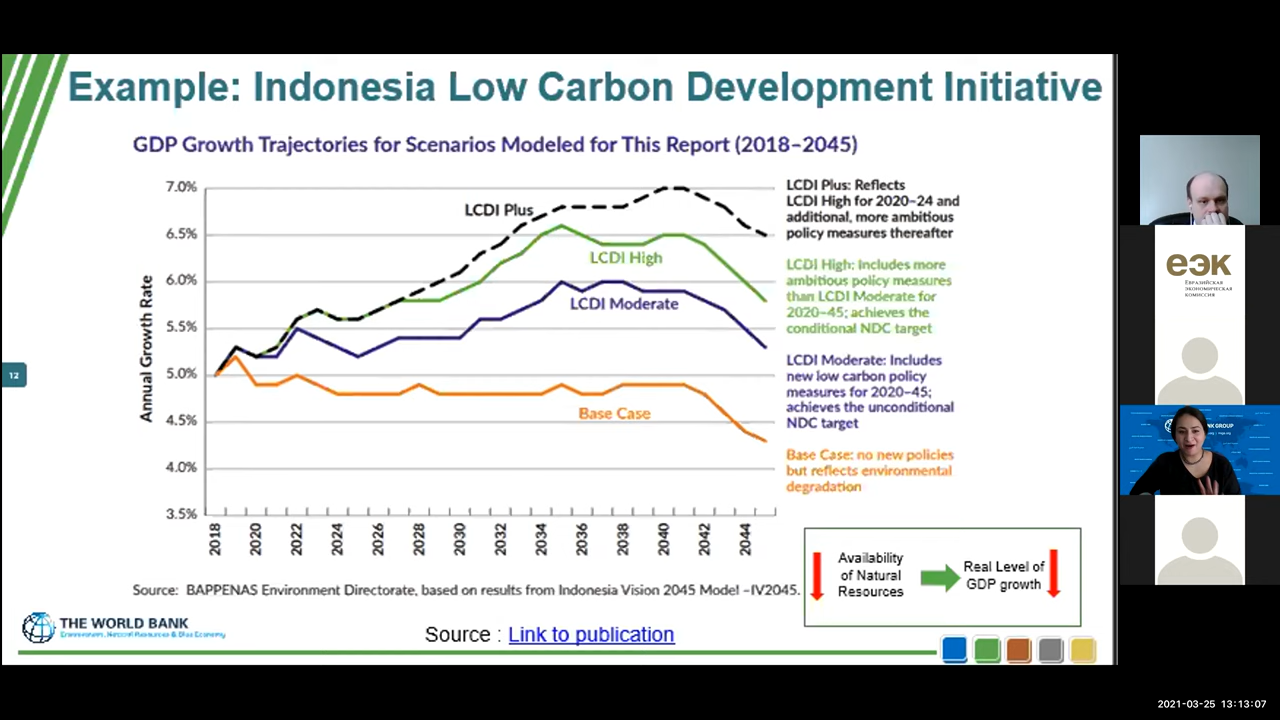 Example: Indonesia Low Carbon Development Initiative
GDP Growth Trajectories for Scenarios Modeled for This Report (2018–2045)
Annual Growth Rate
7.0%
6.5%
6.0%
5.5%
5.0%
4.5%
4.0%
3.5%
2018
2020
2022
2024
2026
2028
2030
2032
2034
2036
2038
2040
2042
2044
LCDI Plus
LCDI High
LCDI Moderate
Base Case
LCDI Plus: Reflects
LCDI High for 2020–24 and
additional, more ambitious
policy measures thereafter
LCDI High: Includes more
ambitious policy measures
than LCDI Moderate for
2020–45; achieves the
conditional NDC target
LCDI Moderate: Includes
new low carbon policy
measures for 2020–45;
achieves the unconditional
NDC target
Base Case: no new policies
but reflects environmental
degradation
Availability
of Natural
Resources
Real Level of
GDP growth
Source: BAPPENAS Environment Directorate, based on results from Indonesia Vision 2045 Model –IV2045.
THE WORLD BANK
Environment, Natural Resources & Blue Economy
Source : Link to publication
12
еэк
ЕВРАЗИЙСКАЯ
ЭКОНОМИЧЕСКАЯ
КОМИССИЯ
BANK GROUP
2021-03-25 13:13:07